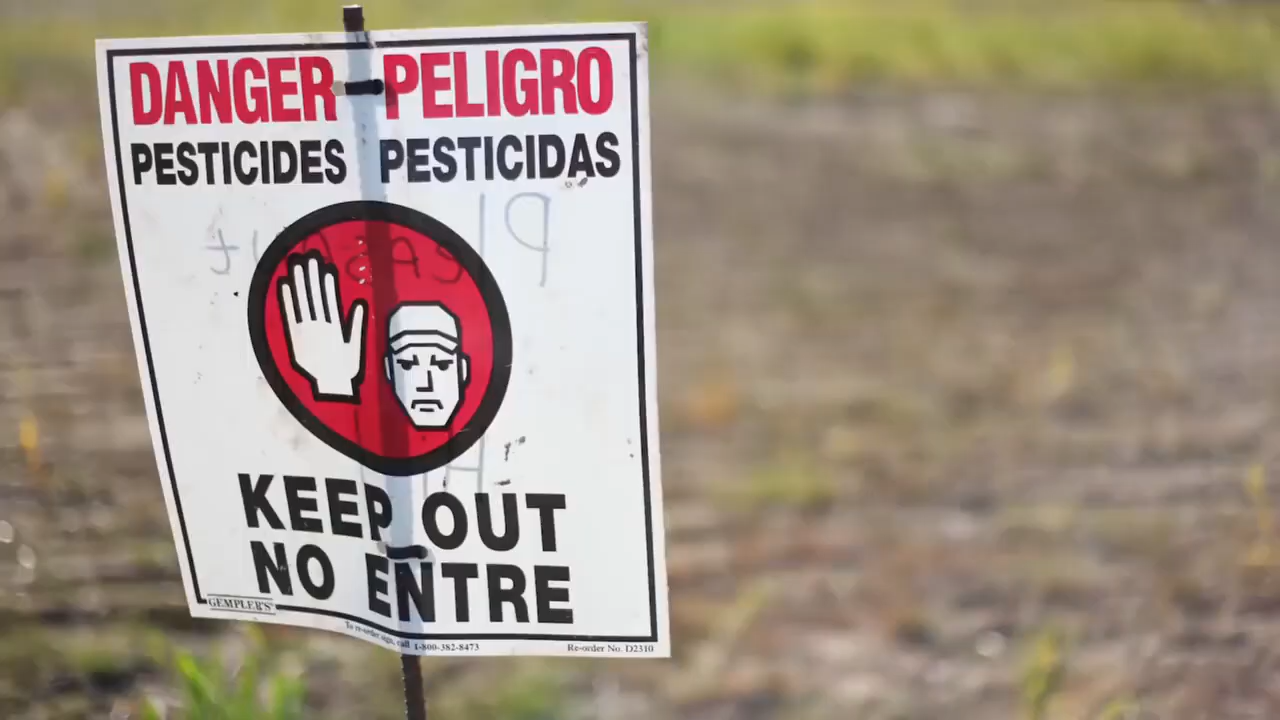 DANGER PELIGRO
PESTICIDES PESTICIDAS
KEEP OUT
NO ENTRE
GEMPLER'S
To re-order sign, call 1-800-382-8473
Re-order No. D2310